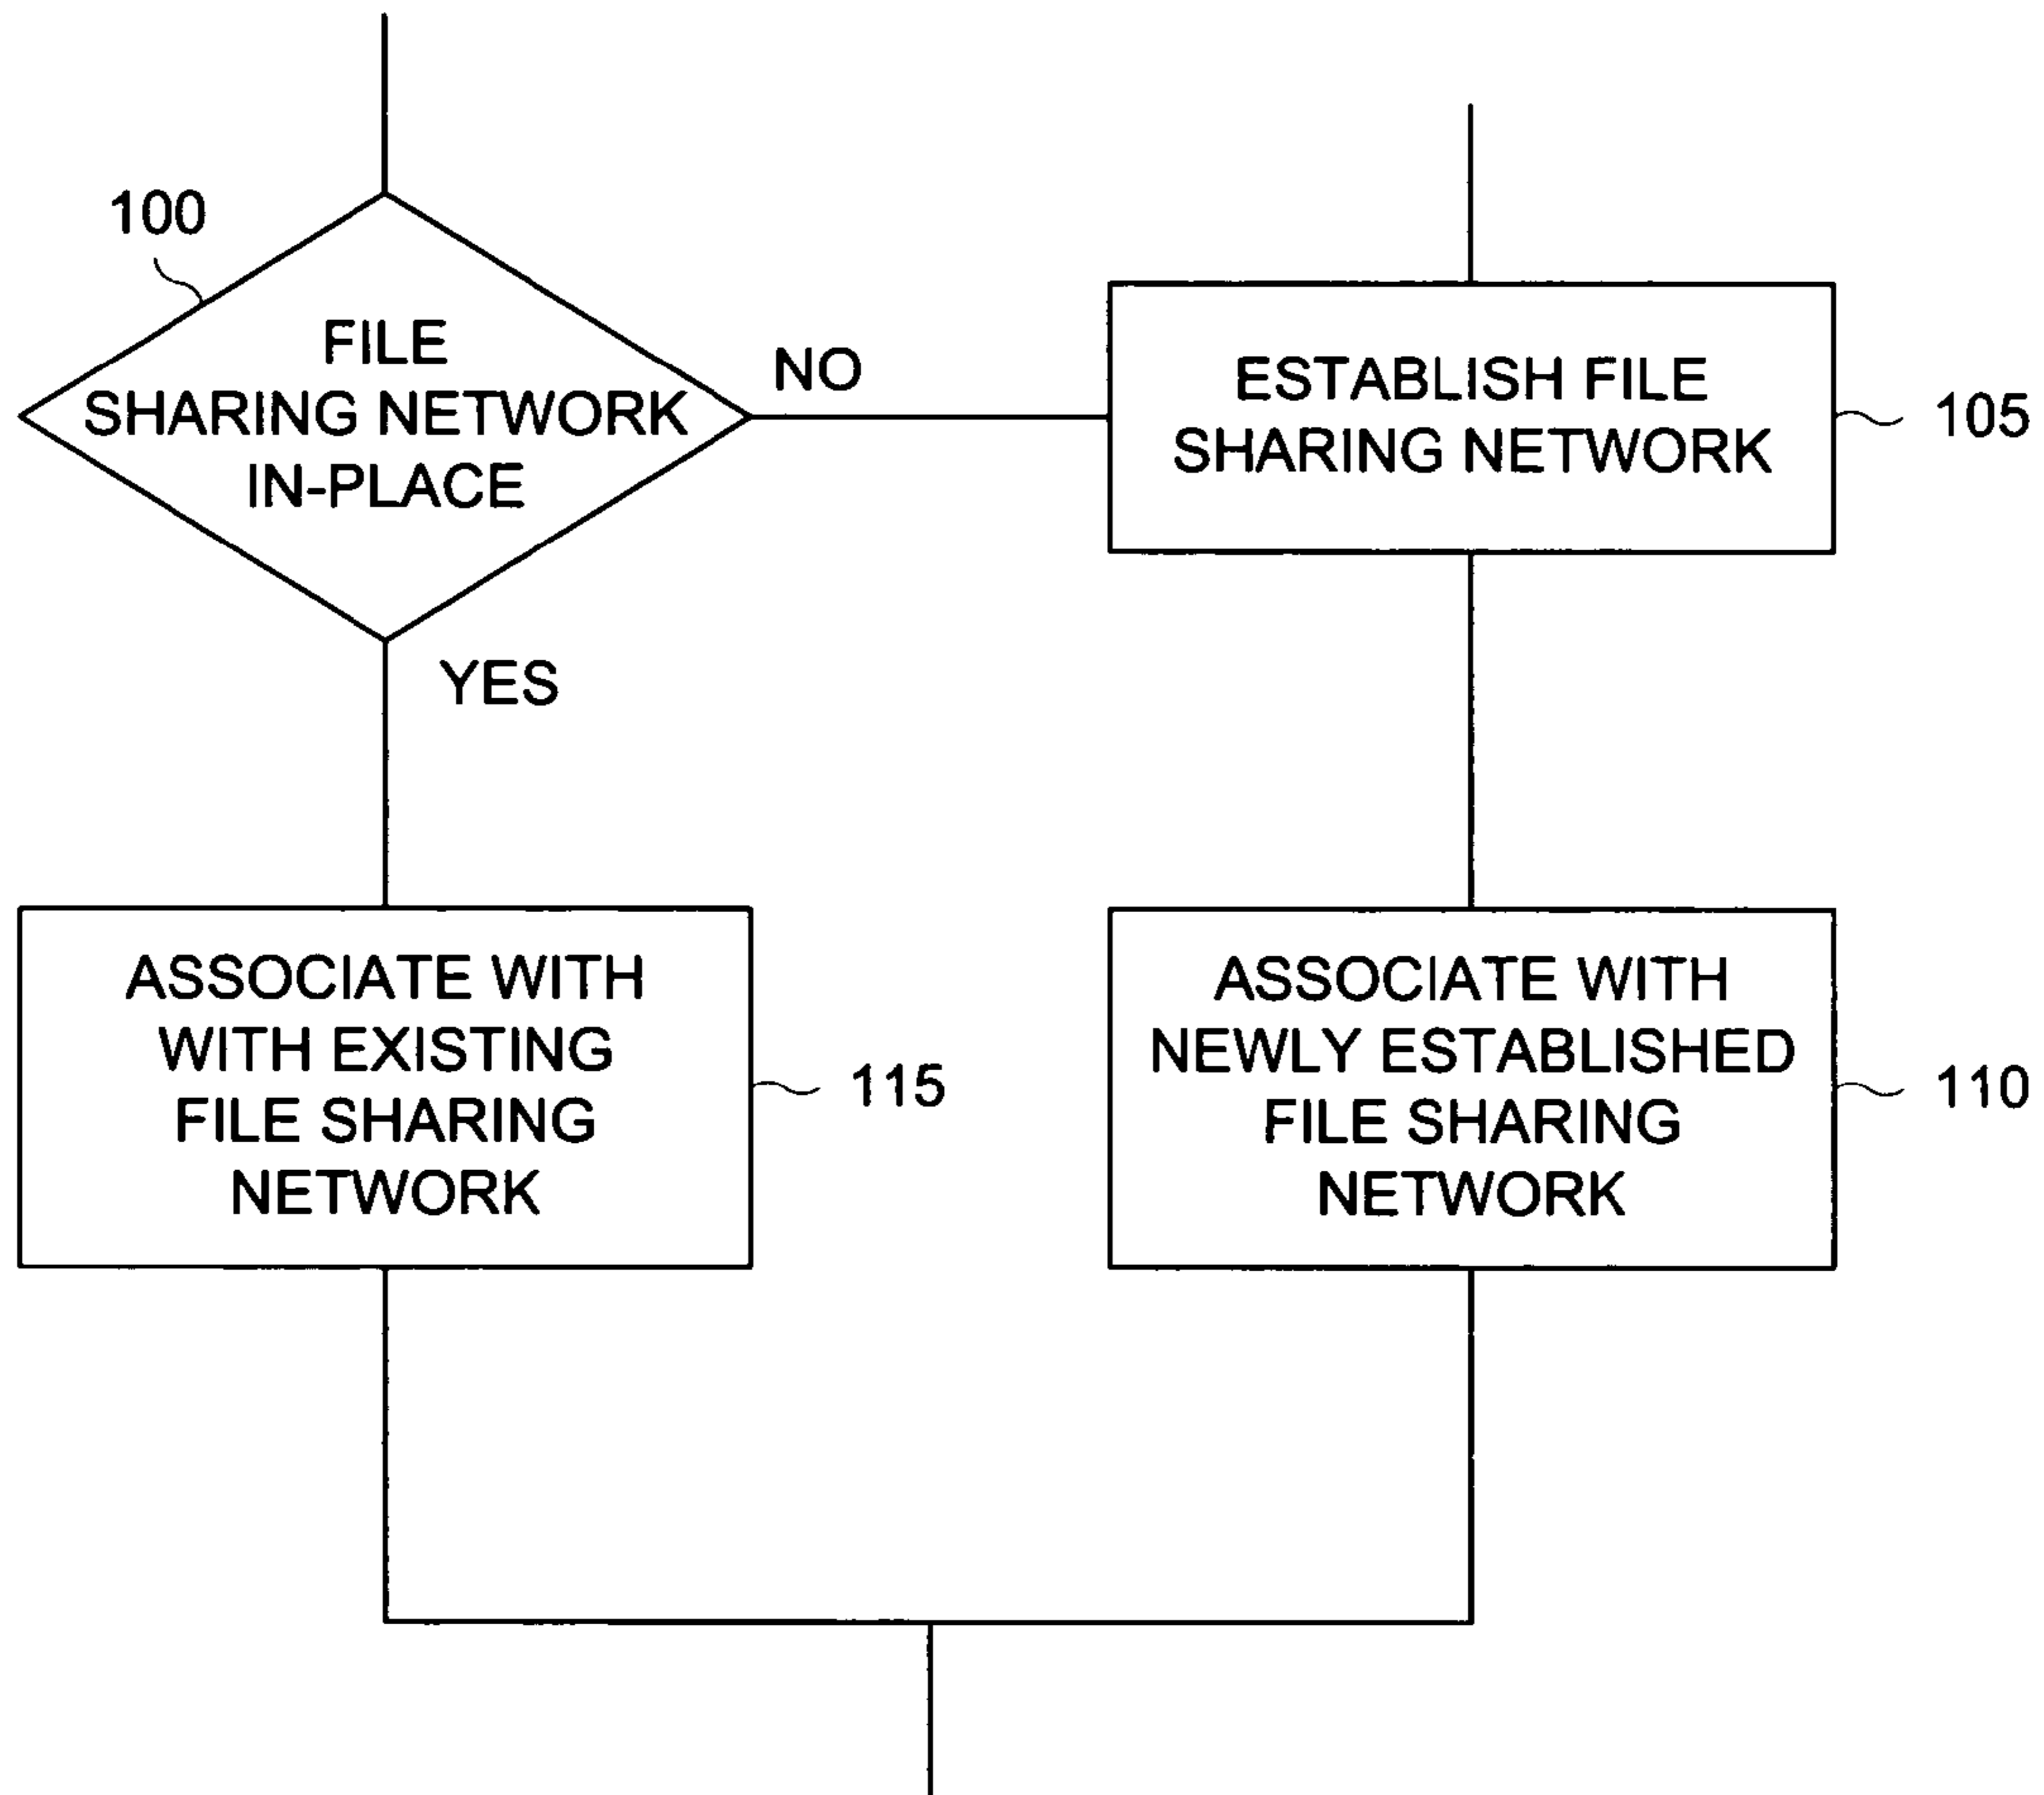 100
FILE
SHARING NETWORK
IN-PLACE
NO
YES
ESTABLISH FILE
SHARING NETWORK
105
ASSOCIATE WITH
WITH EXISTING
FILE SHARING
NETWORK
115
ASSOCIATE WITH
NEWLY ESTABLISHED
FILE SHARING
NETWORK
110